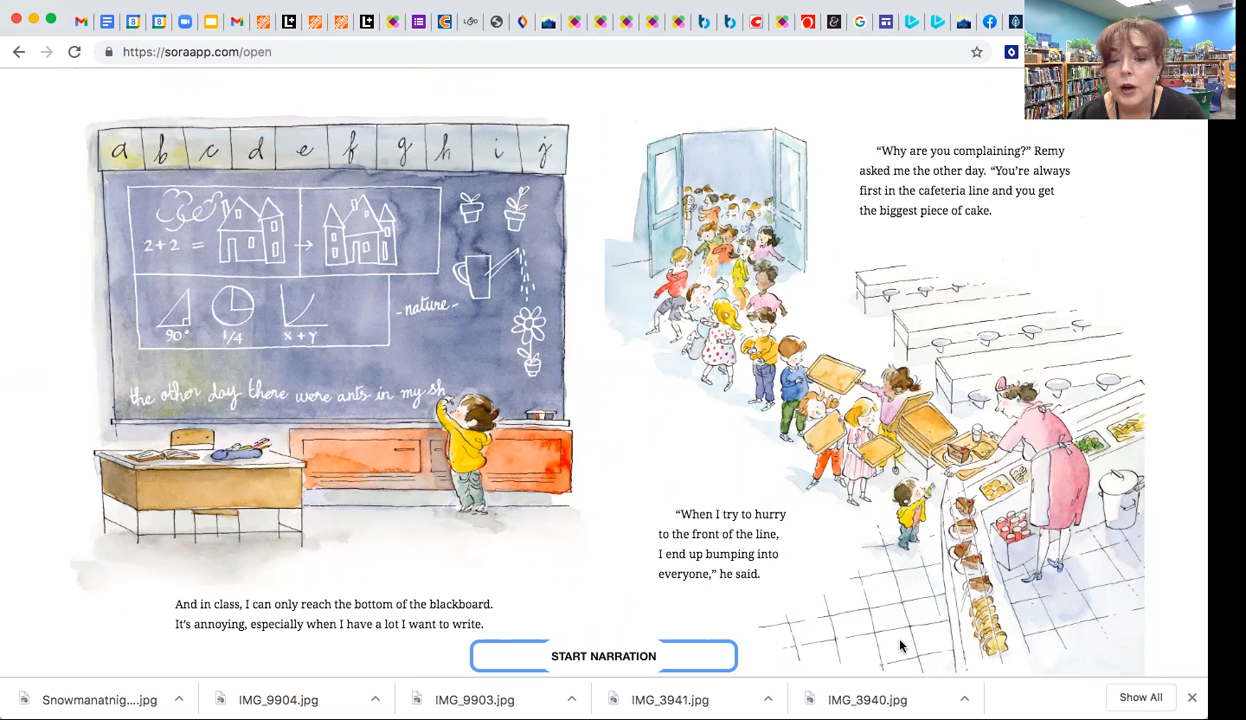 https://soraapp.com/open
a b c d e f g h i j
2+2 = →
90° 1/4 x+y
-nature-
the other day there were ants in my sh
And in class, I can only reach the bottom of the blackboard.
It's annoying, especially when I have a lot I want to write.
“Why are you complaining?” Remy
asked me the other day. “You're always
first in the cafeteria line and you get
the biggest piece of cake.
“When I try to hurry
to the front of the line,
I end up bumping into
everyone,” he said.
START NARRATION
Snowmanatnig....jpg
IMG_9904.jpg
IMG_9903.jpg
IMG_3941.jpg
IMG_3940.jpg
Show All